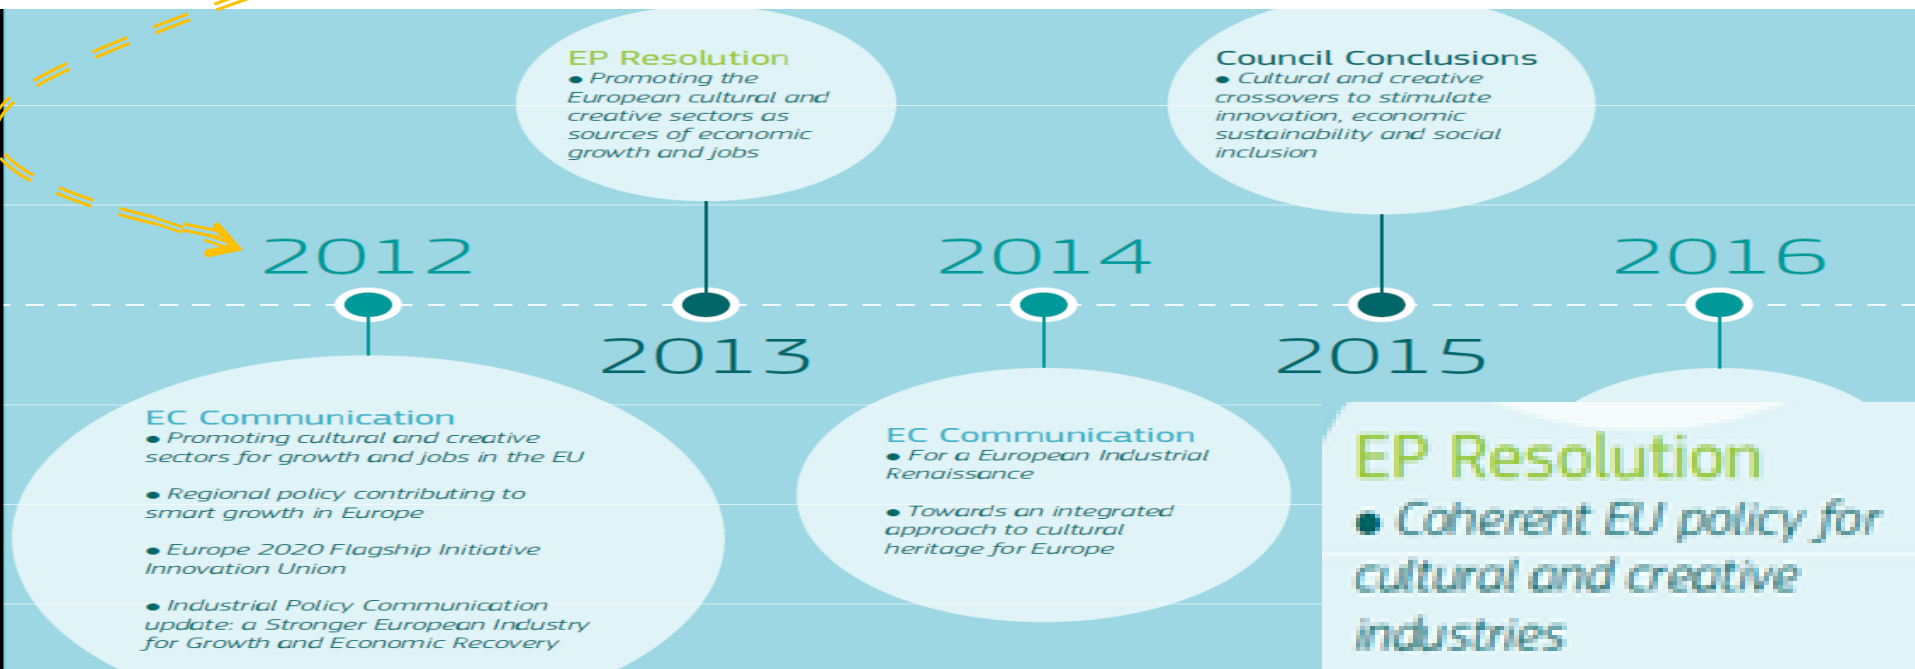 EP Resolution
● Promoting the
European cultural and
creative sectors as
sources of economic
growth and jobs
Council Conclusions
● Cultural and creative
crossovers to stimulate
innovation, economic
sustainability and social
inclusion
2012
2014
2016
2013
2015
EC Communication
● Promoting cultural and creative
sectors for growth and jobs in the EU
● Regional policy contributing to
smart growth in Europe
● Europe 2020 Flagship Initiative
Innovation Union
● Industrial Policy Communication
update: a Stronger European Industry
for Growth and Economic Recovery
EC Communication
● For a European Industrial
Renaissance
● Towards an integrated
approach to cultural
heritage for Europe
EP Resolution
● Coherent EU policy for
cultural and creative
industries